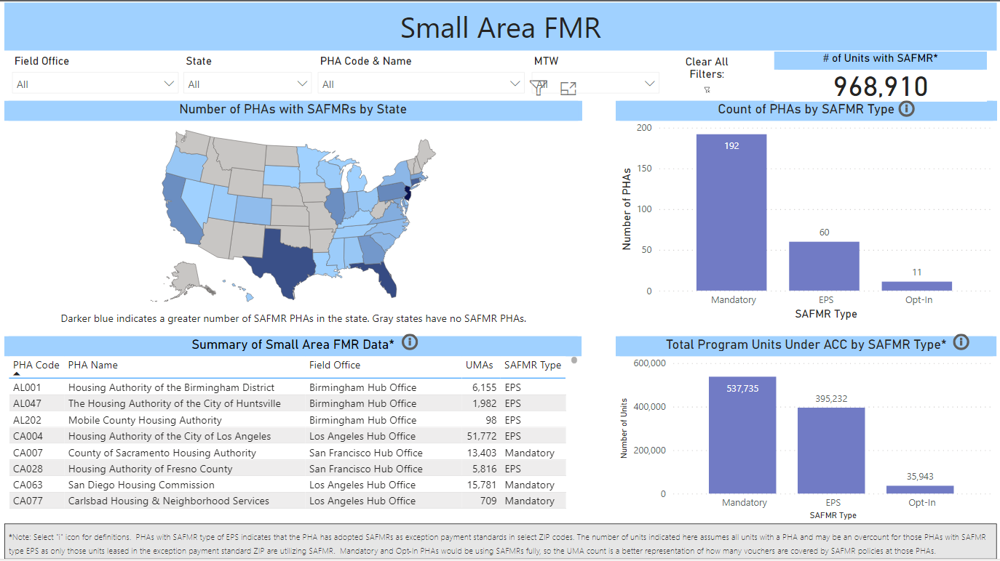 Small Area FMR
Field Office
State
PHA Code & Name
MTW
Clear All
Filters:
# of Units with SAFMR*
All
All
All
All
968,910
Number of PHAs with SAFMRs by State
Count of PHAs by SAFMR Type
200
150
100
50
0
Number of PHAs
192
60
11
Mandatory
EPS
Opt-In
SAFMR Type
Darker blue indicates a greater number of SAFMR PHAs in the state. Gray states have no SAFMR PHAs.
Summary of Small Area FMR Data*
PHA Code PHA Name Field Office UMAs SAFMR Type
AL001 Housing Authority of the Birmingham District Birmingham Hub Office 6,155 EPS
AL047 The Housing Authority of the City of Huntsville Birmingham Hub Office 1,982 EPS
AL202 Mobile County Housing Authority Birmingham Hub Office 98 EPS
CA004 Housing Authority of the City of Los Angeles Los Angeles Hub Office 51,772 EPS
CA007 County of Sacramento Housing Authority San Francisco Hub Office 13,403 Mandatory
CA028 Housing Authority of Fresno County San Francisco Hub Office 5,816 EPS
CA063 San Diego Housing Commission Los Angeles Hub Office 15,781 Mandatory
CA077 Carlsbad Housing & Neighborhood Services Los Angeles Hub Office 709 Mandatory
Total Program Units Under ACC by SAFMR Type*
600,000
400,000
200,000
0
Number of Units
537,735
395,232
35,943
Mandatory
EPS
Opt-In
SAFMR Type
*Note: Select "i" icon for definitions. PHAs with SAFMR type of EPS indicates that the PHA has adopted SAFMRs as exception payment standards in select ZIP codes. The number of units indicated here assumes all units with a PHA and may be an overcount for those PHAs with SAFMR
type EPS as only those units leased in the exception payment standard ZIP are utilizing SAFMR. Mandatory and Opt-In PHAs would be using SAFMRs fully, so the UMA count is a better representation of how many vouchers are covered by SAFMR policies at those PHAs.